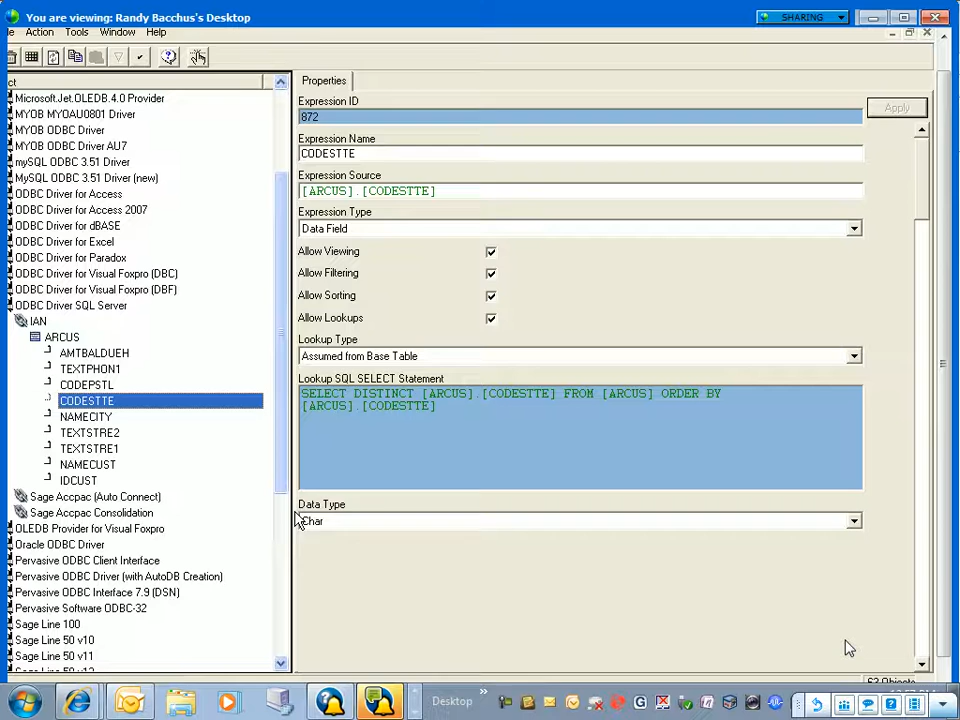 You are viewing: Randy Bacchus's Desktop
SHARING
Action Tools Window Help
Properties
Microsoft.Jet.OLEDB.4.0 Provider
MYOB MYOAU0801 Driver
MYOB ODBC Driver
MYOB ODBC Driver AU7
mySQL ODBC 3.51 Driver
MySQL ODBC 3.51 Driver (new)
ODBC Driver for Access
ODBC Driver for Access 2007
ODBC Driver for dBASE
ODBC Driver for Excel
ODBC Driver for Paradox
ODBC Driver for Visual Foxpro (DBC)
ODBC Driver for Visual Foxpro (DBF)
ODBC Driver SQL Server
IAN
ARCUS
AMTBALDUEH
TEXTPHON1
CODEPSTL
CODESTTE
NAMECITY
TEXTSTRE2
TEXTSTRE1
NAMECUST
IDCUST
Sage Accpac (Auto Connect)
Sage Accpac Consolidation
OLEDB Provider for Visual Foxpro
Oracle ODBC Driver
Pervasive ODBC Client Interface
Pervasive ODBC Driver (with AutoDB Creation)
Pervasive ODBC Interface 7.9 (DSN)
Pervasive Software ODBC-32
Sage Line 100
Sage Line 50 v10
Sage Line 50 v11
Expression ID
872
Apply
Expression Name
CODESTTE
Expression Source
[ARCUS].[CODESTTE]
Expression Type
Data Field
Allow Viewing
Allow Filtering
Allow Sorting
Allow Lookups
Lookup Type
Assumed from Base Table
Lookup SQL SELECT Statement
SELECT DISTINCT [ARCUS].[CODESTTE] FROM [ARCUS] ORDER BY
[ARCUS].[CODESTTE]
Data Type
Char
Desktop